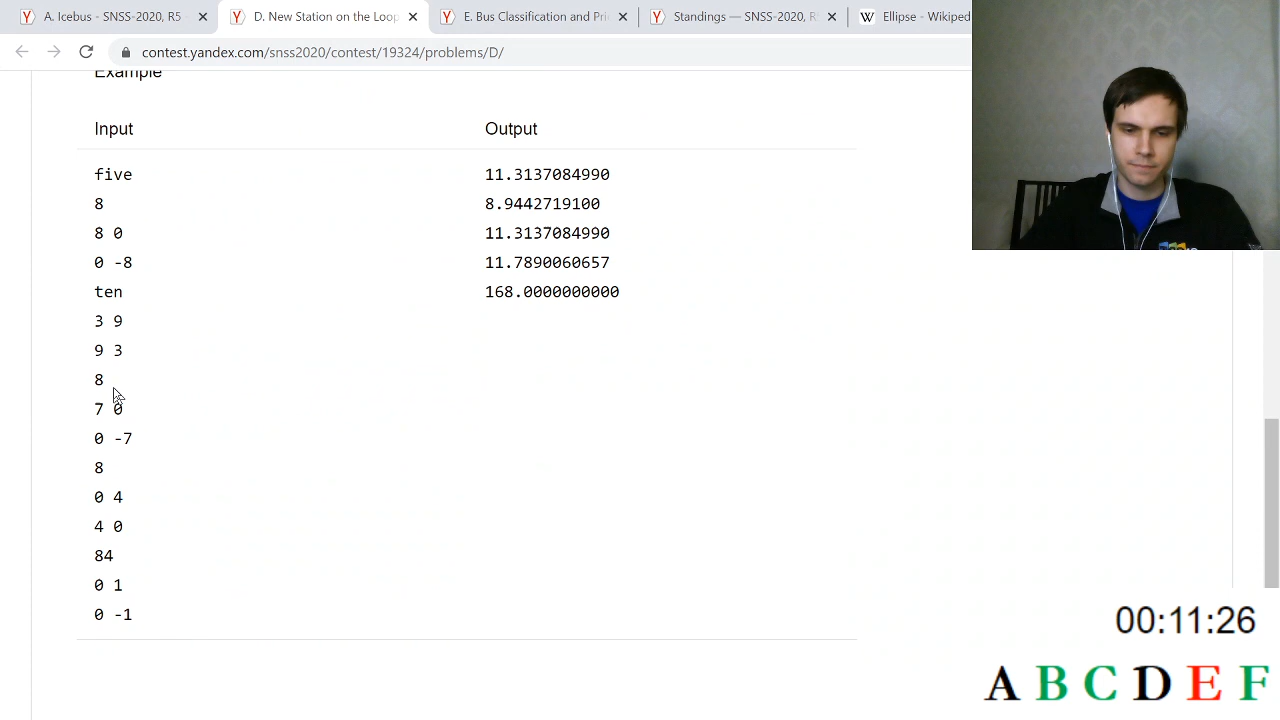 A. Icebus - SNSS-2020, R5 -
D. New Station on the Loop
E. Bus Classification and Pri
Standings — SNSS-2020, R5
Ellipse - Wikiped
contest.yandex.com/snss2020/contest/19324/problems/D/
Example
Input
Output
five
11.3137084990
8
8.9442719100
8 0
11.3137084990
0 -8
11.7890060657
ten
168.0000000000
3 9
9 3
8
7 0
0 -7
8
0 4
4 0
84
0 1
0 -1
00:11:26
A B C D E F